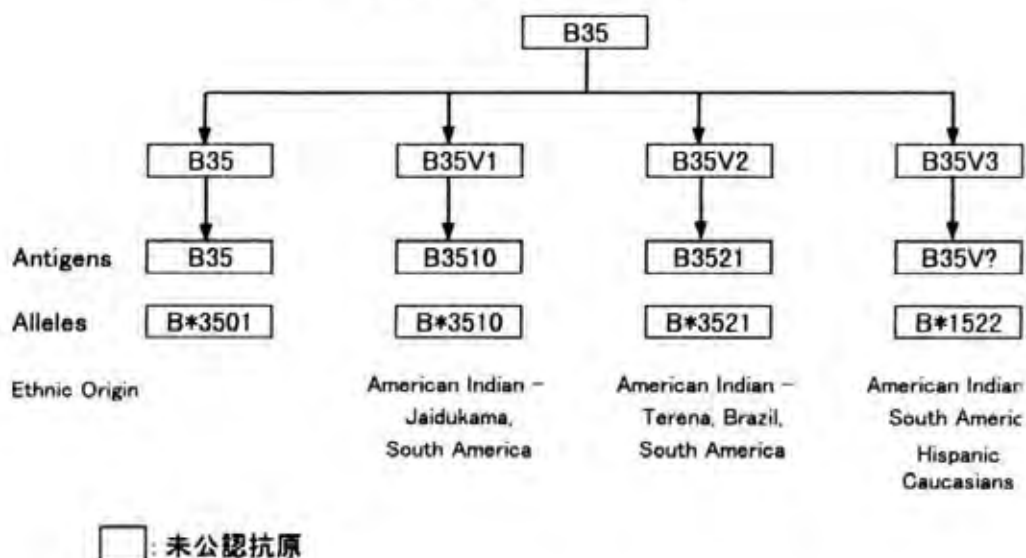 B35
B35 B35V1 B35V2 B35V3
Antigens B35 B3510 B3521 B35V?
Alleles B*3501 B*3510 B*3521 B*1522
Ethnic Origin
American Indian –
Jaidukama,
South America
American Indian –
Terena, Brazil,
South America
American Indian
South Americ
Hispanic
Caucasians
: 未公認抗原